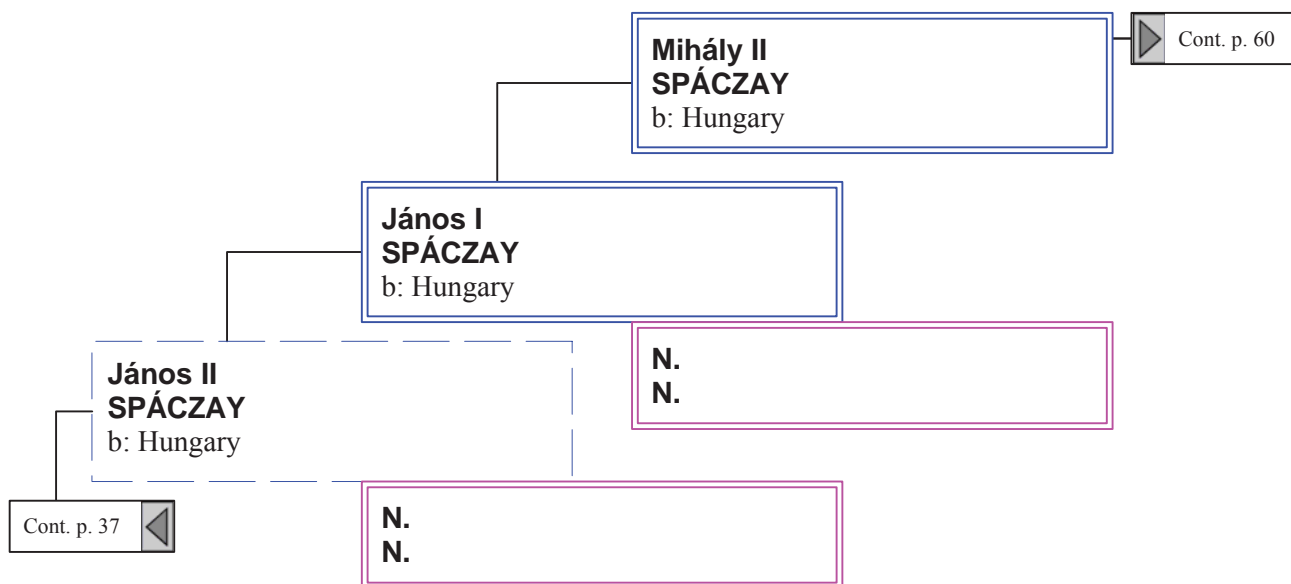 Mihály II
SPÁCZAY
b: Hungary
Cont. p. 60
János I
SPÁCZAY
b: Hungary
N.
N.
János II
SPÁCZAY
b: Hungary
Cont. p. 37
N.
N.